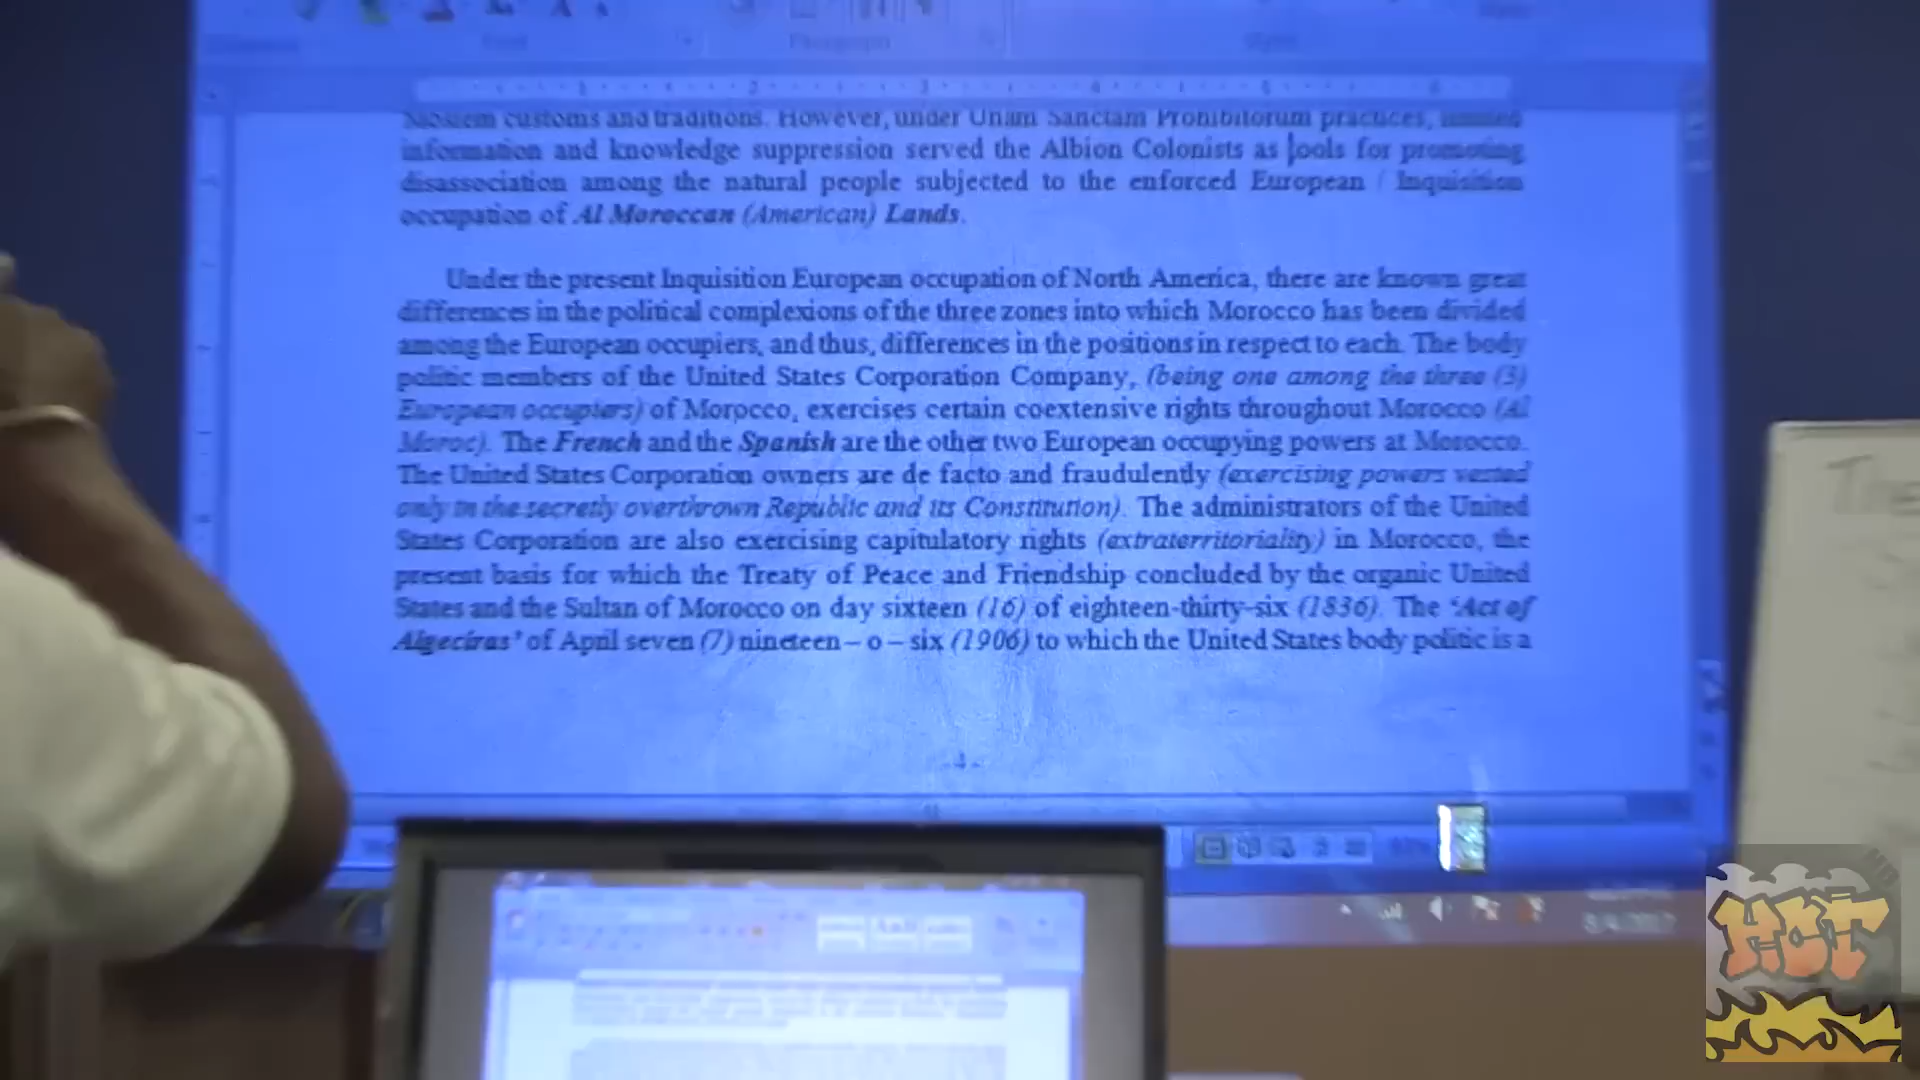 Moslem customs and traditions. However, under Unam Sanctam Prohibitorum practices, limited
information and knowledge suppression served the Albion Colonists as tools for promoting
disassociation among the natural people subjected to the enforced European / Inquisition
occupation of Al Moroccan (American) Lands.
Under the present Inquisition European occupation of North America, there are known great
differences in the political complexions of the three zones into which Morocco has been divided
among the European occupiers, and thus, differences in the positions in respect to each. The body
politic members of the United States Corporation Company, (being one among the three (3)
European occupiers) of Morocco, exercises certain coextensive rights throughout Morocco (Al
Moroc). The French and the Spanish are the other two European occupying powers at Morocco.
The United States Corporation owners are de facto and fraudulently (exercising powers vested
only in the secretly overthrown Republic and its Constitution). The administrators of the United
States Corporation are also exercising capitulatory rights (extraterritoriality) in Morocco, the
present basis for which the Treaty of Peace and Friendship concluded by the organic United
States and the Sultan of Morocco on day sixteen (16) of eighteen-thirty-six (1836). The ‘Act of
Algeciras’ of April seven (7) nineteen – o – six (1906) to which the United States body politic is a
- 4 -
The
HOT
HD